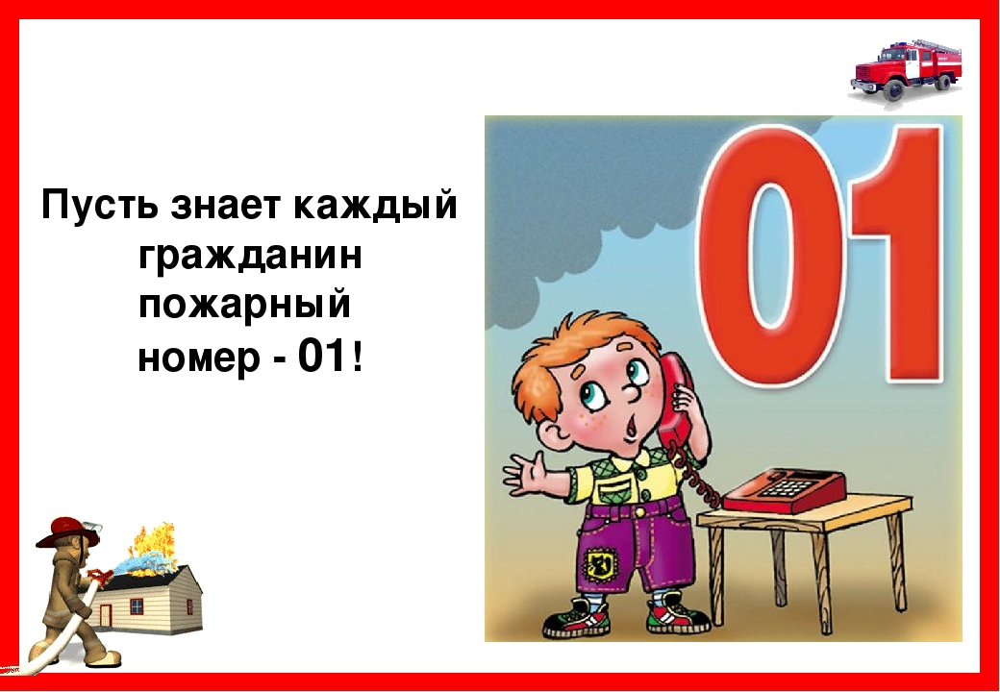 Пусть знает каждый
гражданин
пожарный
номер - 01!
01